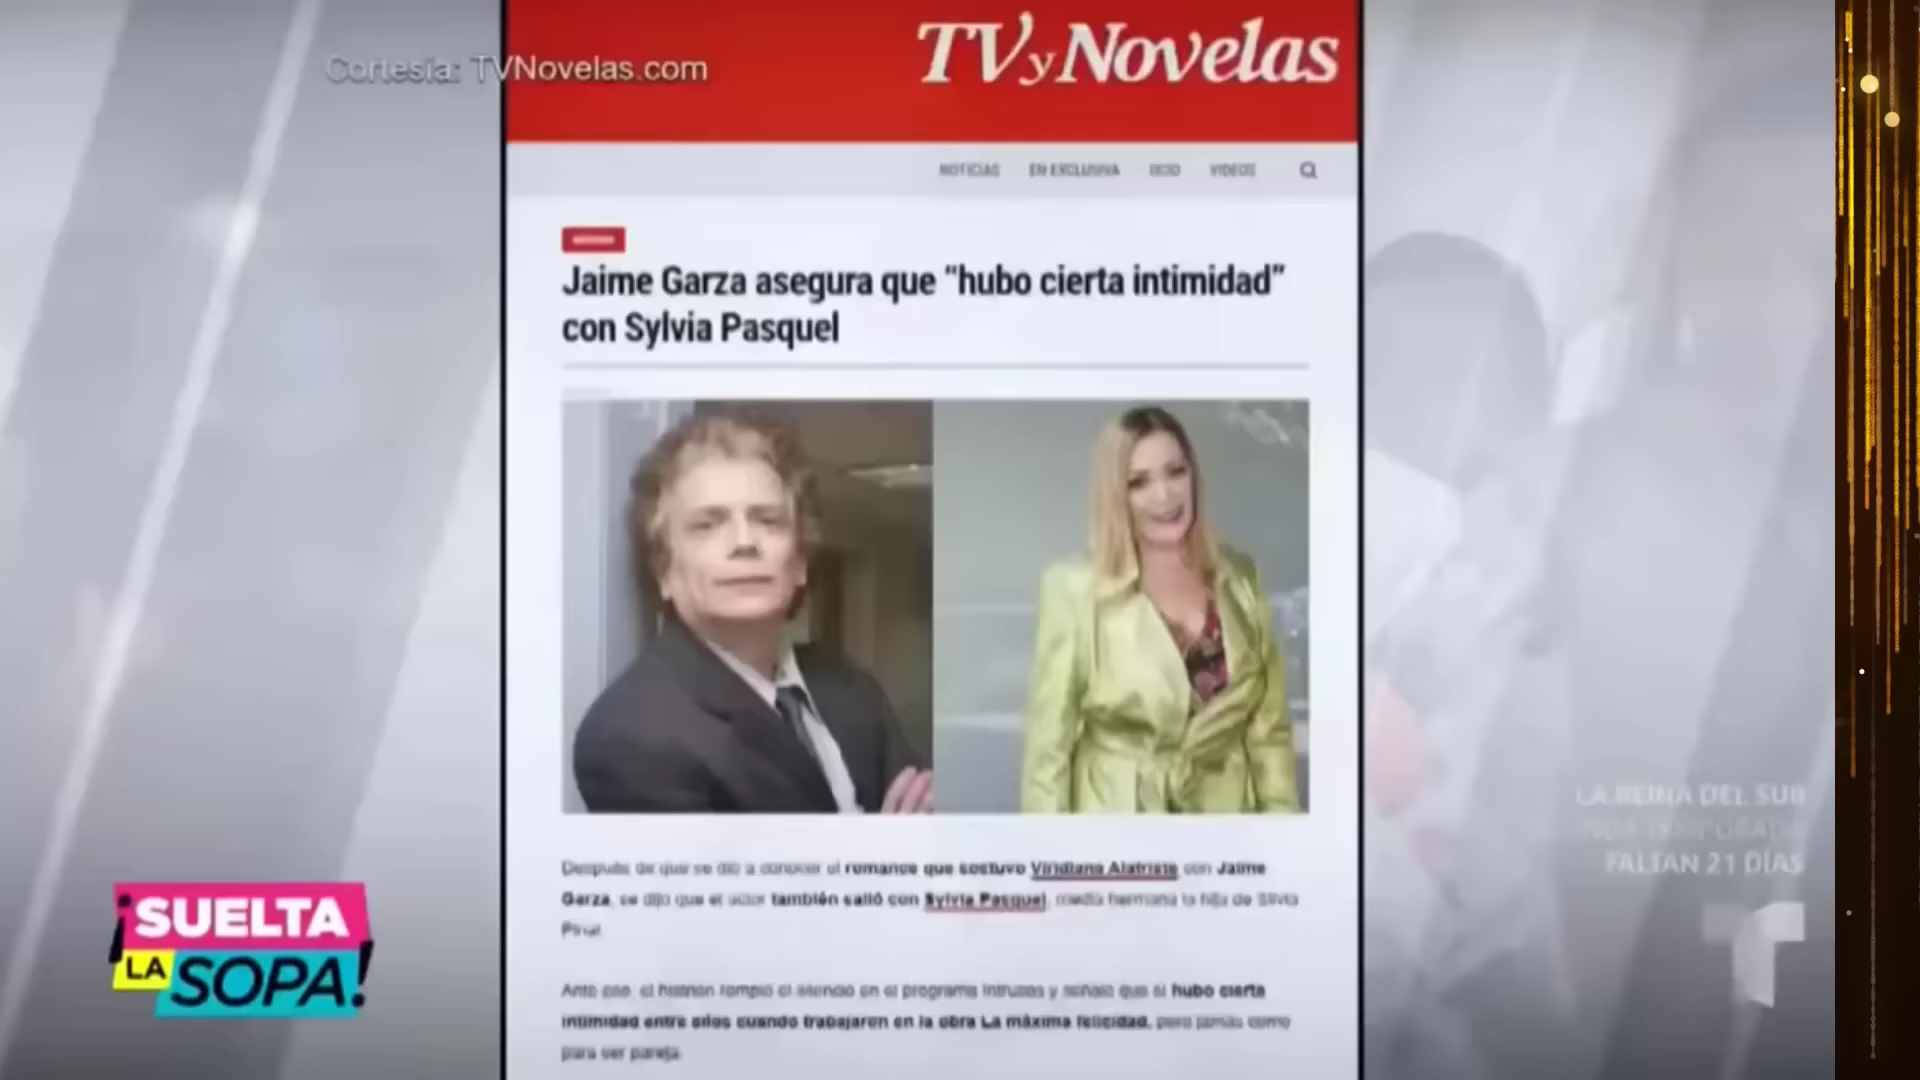 Cortesía: TVNovelas.com
TVyNovelas
NOTICIAS EN EXCLUSIVA OCIO VIDEOS
Jaime Garza asegura que “hubo cierta intimidad”
con Sylvia Pasquel
Después de que se dio a conocer el romance que sostuvo Viridiana Alatriste con Jaime
Garza, se dijo que el actor también salió con Sylvia Pasquel, media hermana la hija de Silvia
Pinal.
Ante eso, el histrión rompió el silencio en el programa Intrusos y señaló que sí hubo cierta
intimidad entre ellos cuando trabajaron en la obra La máxima felicidad, pero jamás como
para ser pareja.
LA REINA DEL SUR
FALTAN 21 DÍAS
¡SUELTA
LA SOPA!